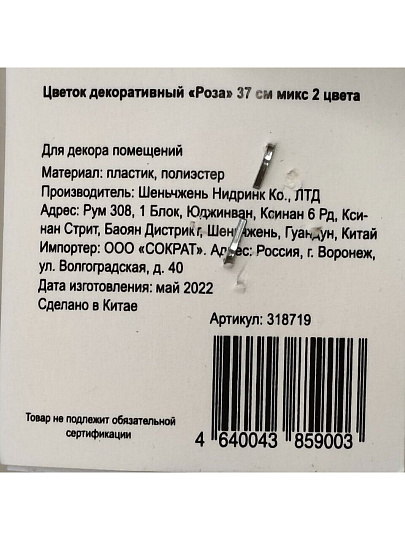 Цветок декоративный «Роза» 37 см микс 2 цвета
Для декора помещений
Материал: пластик, полиэстер
Производитель: Шеньчжень Нидринк Ко., ЛТД
Адрес: Рум 308, 1 Блок, Юджинван, Ксинан 6 Рд, Кси-
нан Стрит, Баоян Дистрикт, Шеньчжень, Гуандун, Китай
Импортер: ООО «СОКРАТ». Адрес: Россия, г. Воронеж,
ул. Волгоградская, д. 40
Дата изготовления: май 2022
Сделано в Китае
Артикул: 318719
Товар не подлежит обязательной
сертификации
4 640043 859003